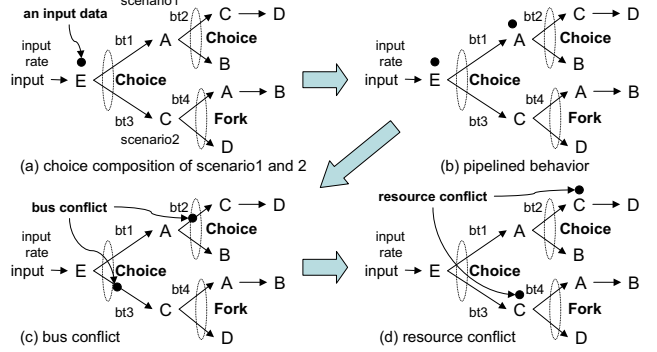 scenario1
an input data
bt2
C
D
input
rate
bt1
A
Choice
input
E
Choice
B
bt4
A
B
bt3
C
Fork
scenario2
D
(a) choice composition of scenario1 and 2
bt2
C
D
input
rate
bt1
A
Choice
input
E
Choice
B
bt4
A
B
bt3
C
Fork
D
(b) pipelined behavior
bus conflict
bt2
C
D
input
rate
bt1
A
Choice
input
E
Choice
B
bt4
A
B
bt3
C
Fork
D
(c) bus conflict
resource conflict
bt2
C
D
input
rate
bt1
A
Choice
input
E
Choice
B
bt4
A
B
bt3
C
Fork
D
(d) resource conflict